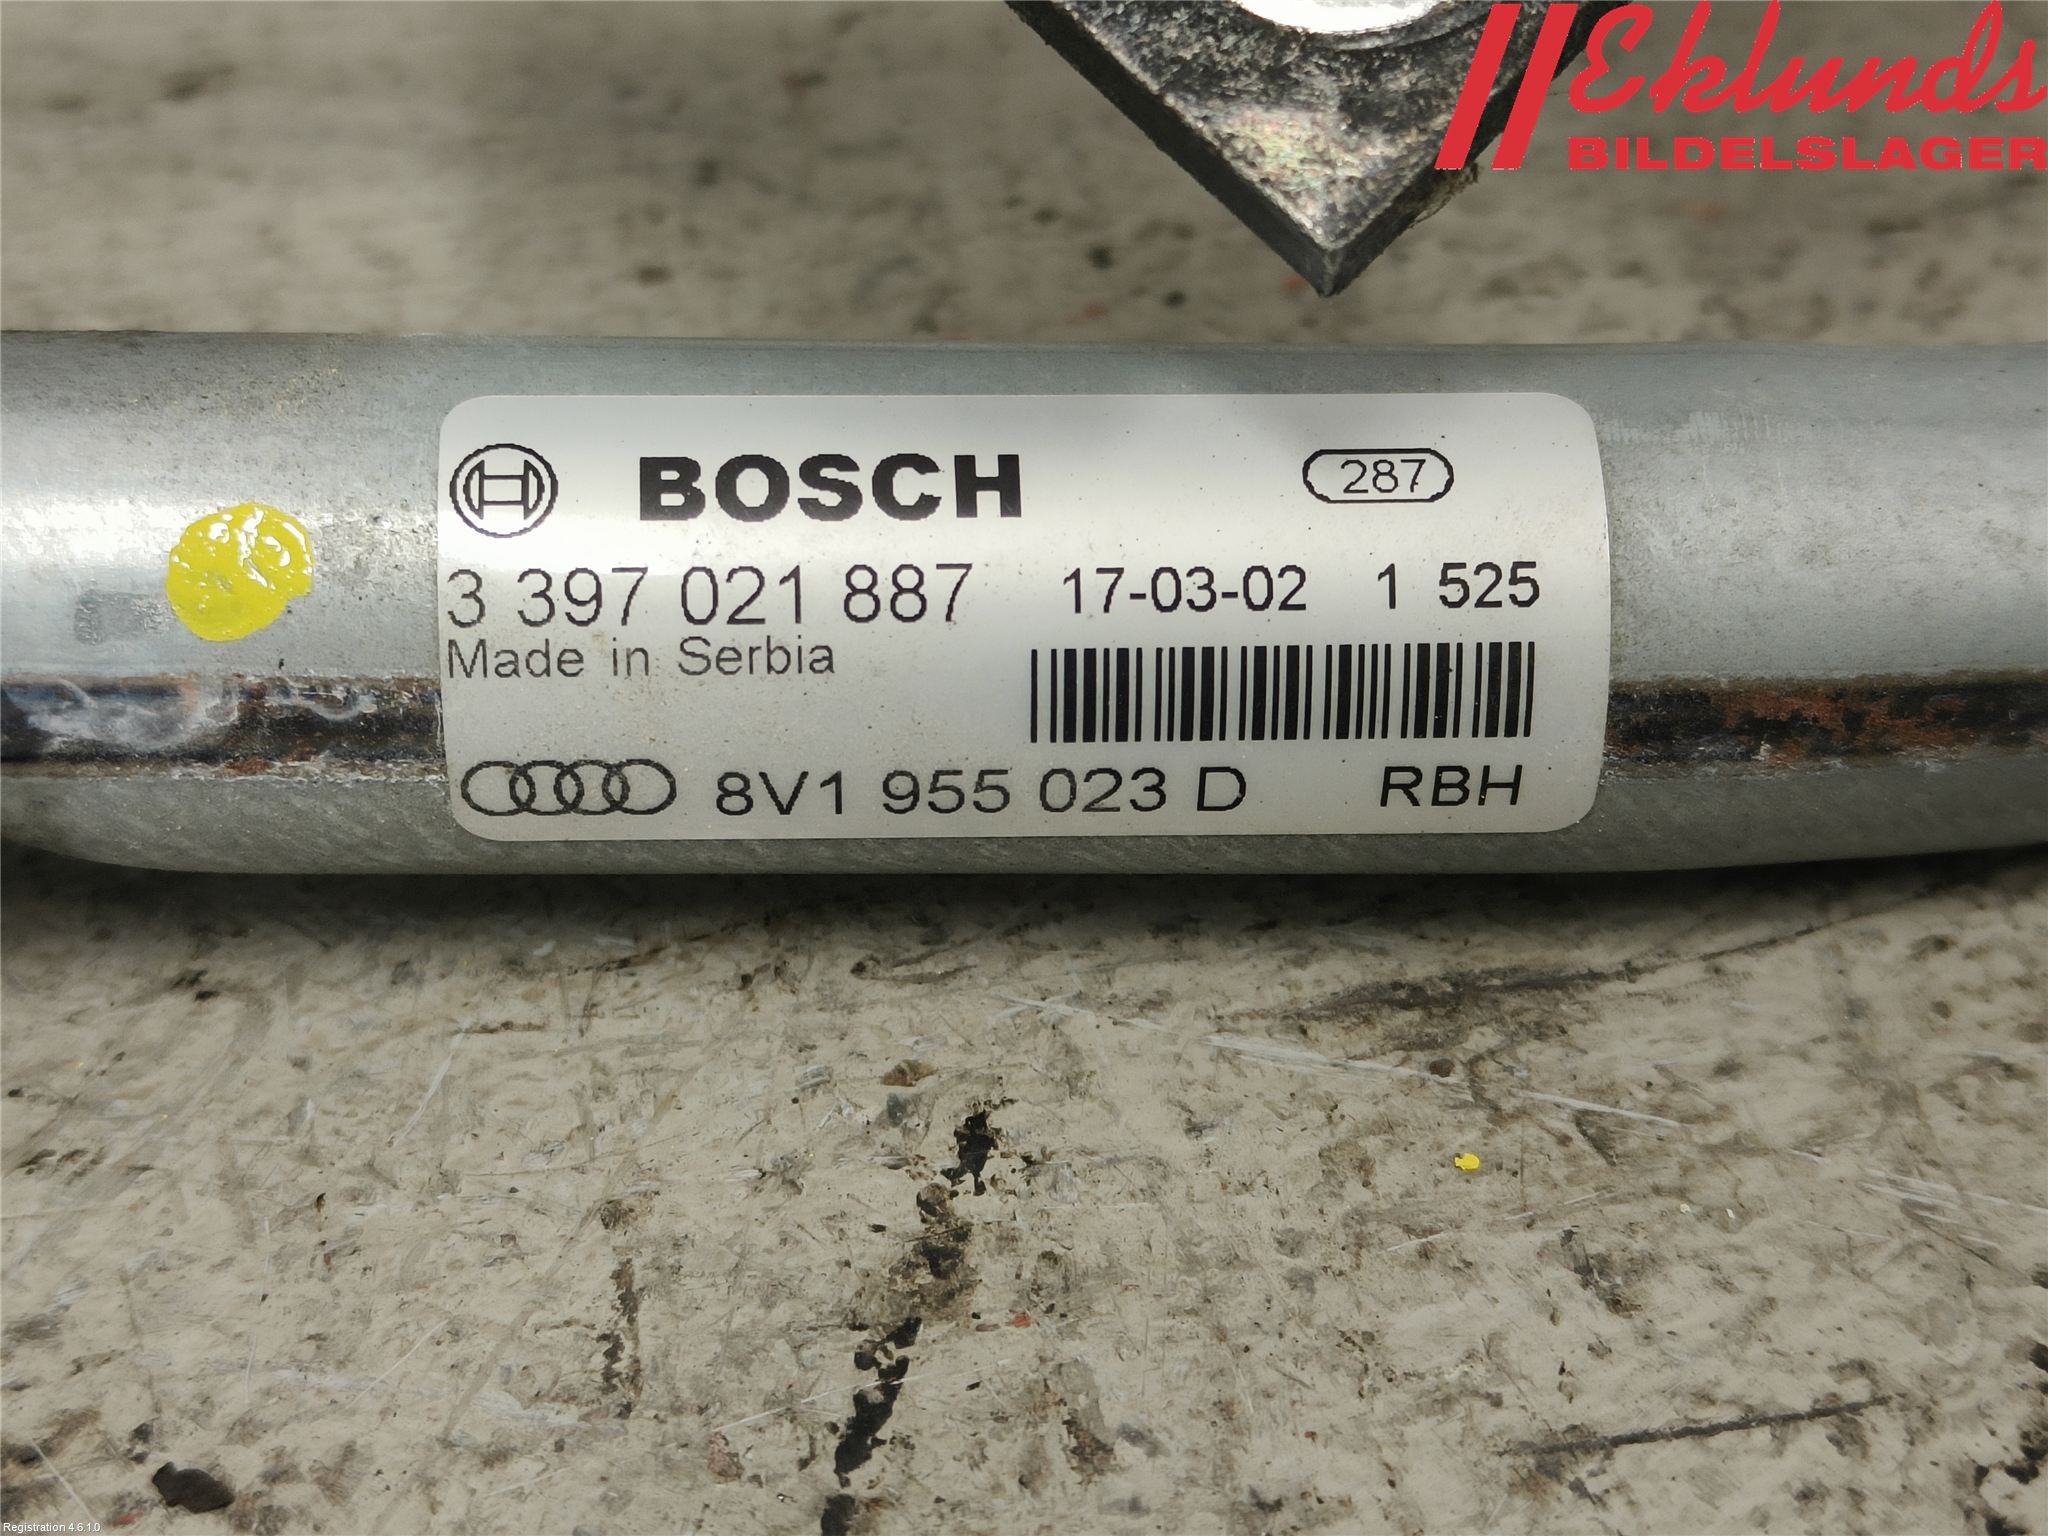 Eklunds
BILDELSLAGER
BOSCH 287
3 397 021 887 17-03-02 1 525
Made in Serbia
8V1 955 023 D RBH
Registration 4.6.1.0